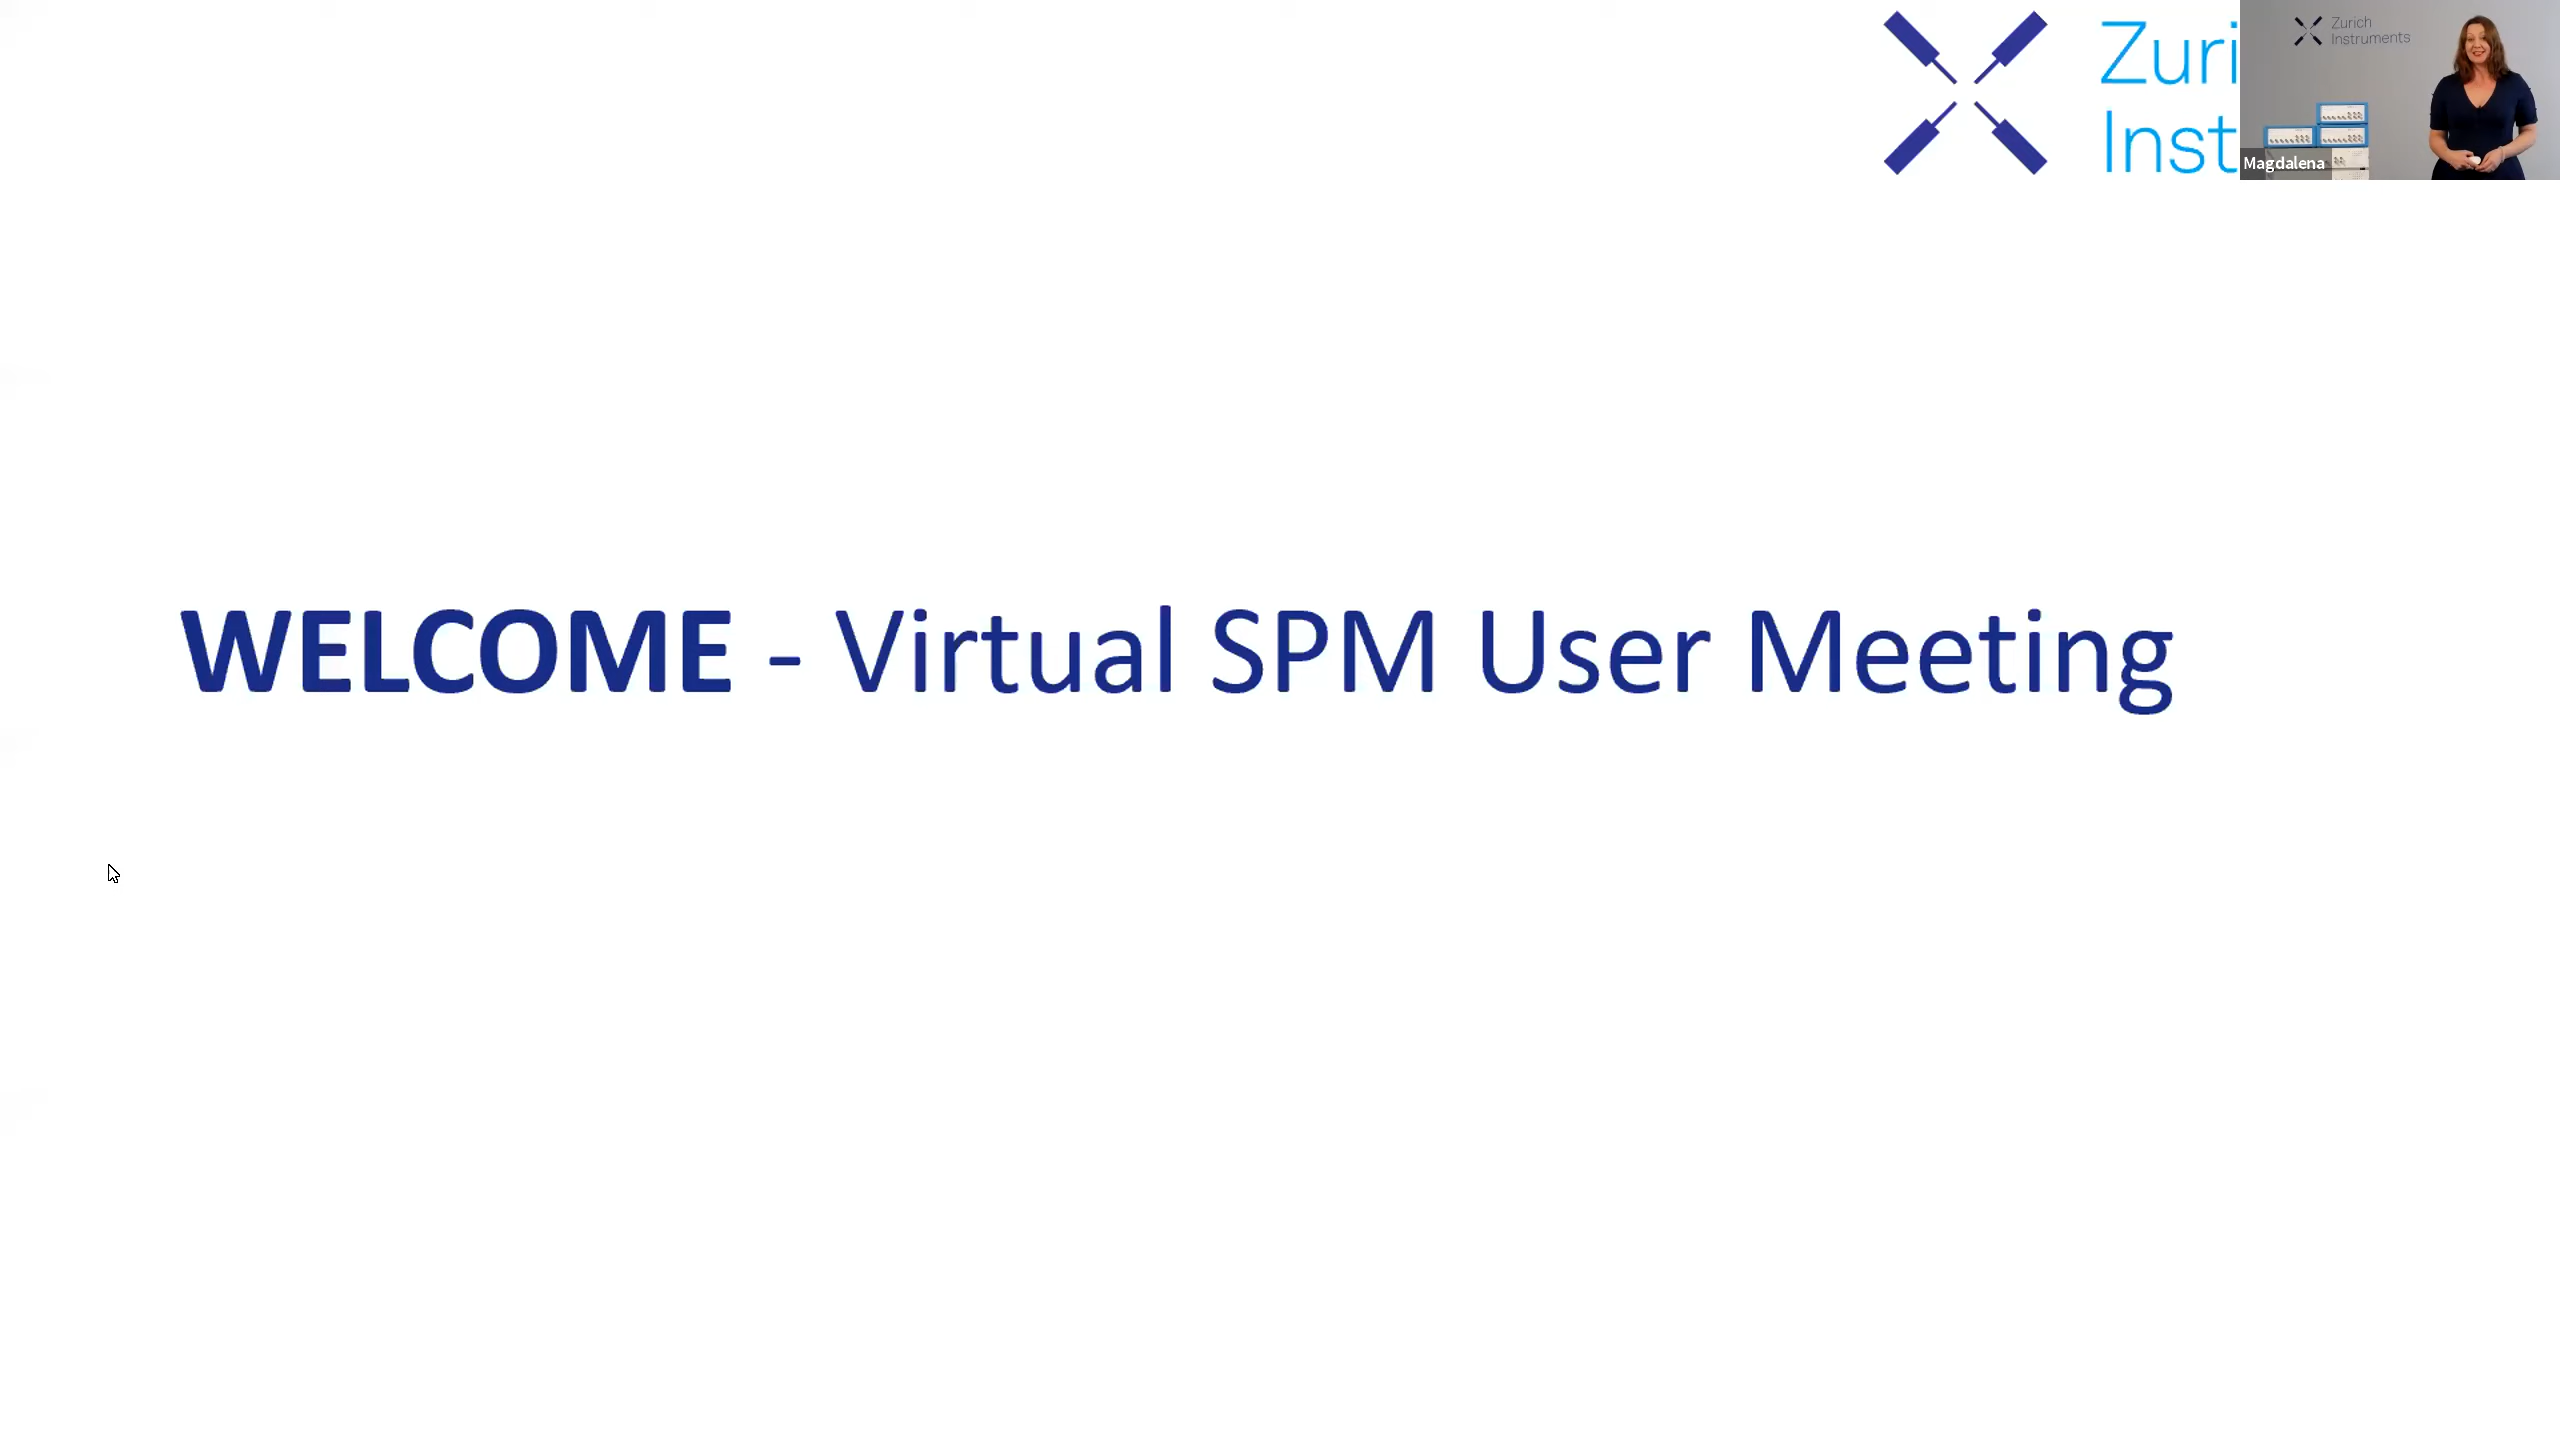 Zuri
Inst
Zurich
Instruments
Magdalena
WELCOME - Virtual SPM User Meeting